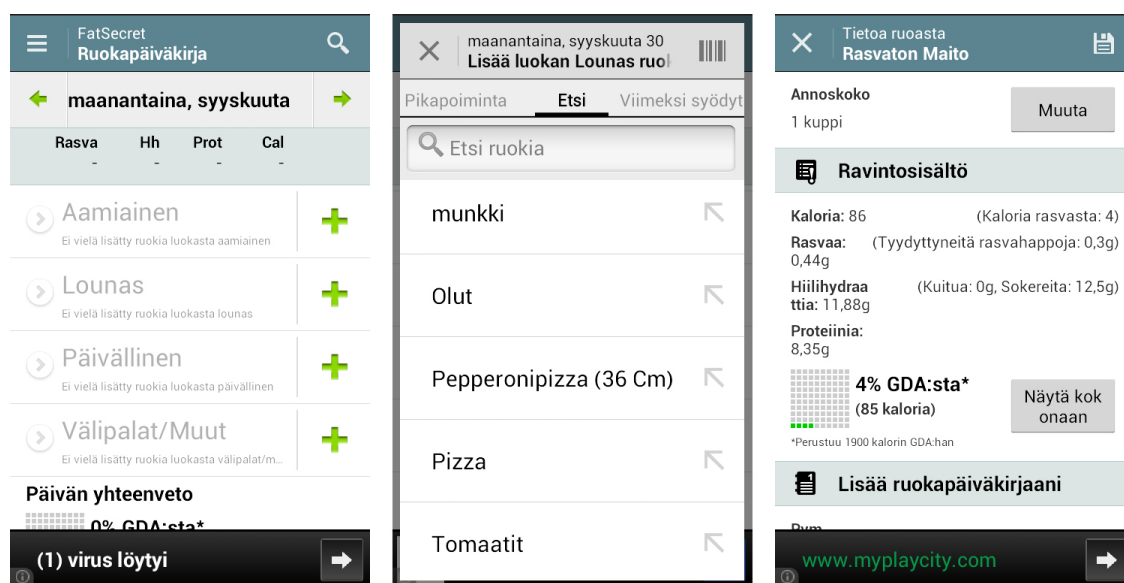 FatSecret
Ruokapäiväkirja
maanantaina, syyskuuta
Rasva Hh Prot Cal
- - - -
Aamiainen
Ei vielä lisätty ruokia luokasta aamiainen
Lounas
Ei vielä lisätty ruokia luokasta lounas
Päivällinen
Ei vielä lisätty ruokia luokasta päivällinen
Välipalat/Muut
Ei vielä lisätty ruokia luokasta välipalat/m...
Päivän yhteenveto
0% GDA:sta*
(1) virus löytyi
maanantaina, syyskuuta 30
Lisää luokan Lounas ruok
Pikapoiminta Etsi Viimeksi syödyt
Etsi ruokia
munkki
Olut
Pepperonipizza (36 Cm)
Pizza
Tomaatit
Tietoa ruoasta
Rasvaton Maito
Annoskoko
1 kuppi
Muuta
Ravintosisältö
Kaloria: 86 (Kaloria rasvasta: 4)
Rasvaa: (Tyydyttyneitä rasvahappoja: 0,3g)
0,44g
Hiilihydraa (Kuitua: 0g, Sokereita: 12,5g)
ttia: 11,88g
Proteiinia:
8,35g
4% GDA:sta*
(85 kaloria)
Näytä kok
onaan
*Perustuu 1900 kalorin GDA:han
Lisää ruokapäiväkirjaani
Pvm
www.myplaycity.com